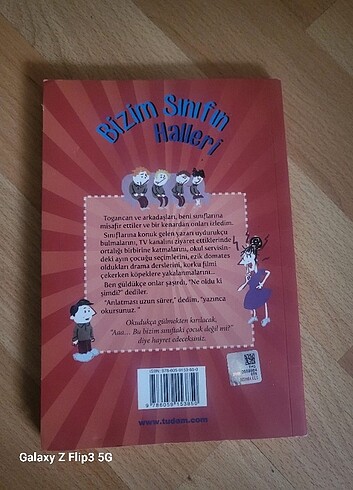 Bizim Sınıfın
Halleri
Togancan ve arkadaşları, beni sınıflarına
misafir ettiler ve bir kenardan onları izledim.
Sınıflarına konuk gelen yazarı uydurukçu
bulmalarını, TV kanalını ziyaret ettiklerinde
ortalığı birbirine katmalarını, okul servisin-
deki ayın çocuğu seçimlerini, ezik domates
oldukları drama derslerini, korku filmi
çekerken köpeklere yakalanmalarını...
Ben güldükçe onlar şaşırdı, "Ne oldu ki
şimdi?" dediler.
"Anlatması uzun sürer," dedim, "yazınca
okursunuz."
Okudukça gülmekten kırılacak,
"Aaa... Bu bizim sınıftaki çocuk değil mi?"
diye hayret edeceksiniz.
www.tudem.com
Galaxy Z Flip3 5G